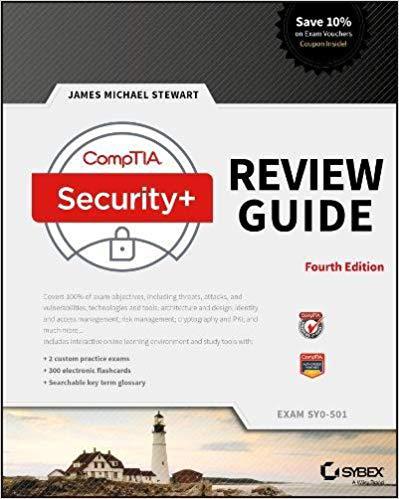 Save 10%
on Exam Vouchers
Coupon Inside!
JAMES MICHAEL STEWART
CompTIA
Security+
REVIEW
GUIDE
Fourth Edition
Covers 100% of exam objectives, including threats, attacks, and
vulnerabilities; technologies and tools; architecture and design; identity
and access management; risk management; cryptography and PKI; and
much more...
Includes interactive online learning environment and study tools with:
+ 2 custom practice exams
+ 300 electronic flashcards
+ Searchable key term glossary
CompTIA
CompTIA
EXAM SY0-501
SYBEX
A Wiley Brand